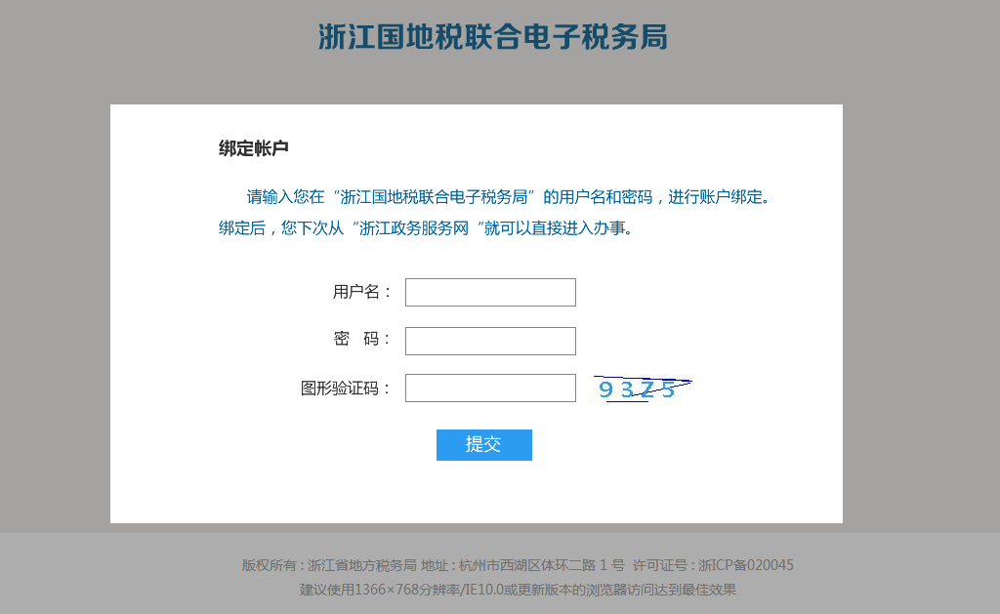 浙江国地税联合电子税务局
绑定帐户
请输入您在“浙江国地税联合电子税务局”的用户名和密码，进行账户绑定。
绑定后，您下次从“浙江政务服务网“就可以直接进入办事。
用户名：
密 码：
图形验证码： 93Z5
提交
版权所有 : 浙江省地方税务局 地址 : 杭州市西湖区体环二路 1 号 许可证号 : 浙ICP备020045
建议使用1366×768分辨率/IE10.0或更新版本的浏览器访问达到最佳效果